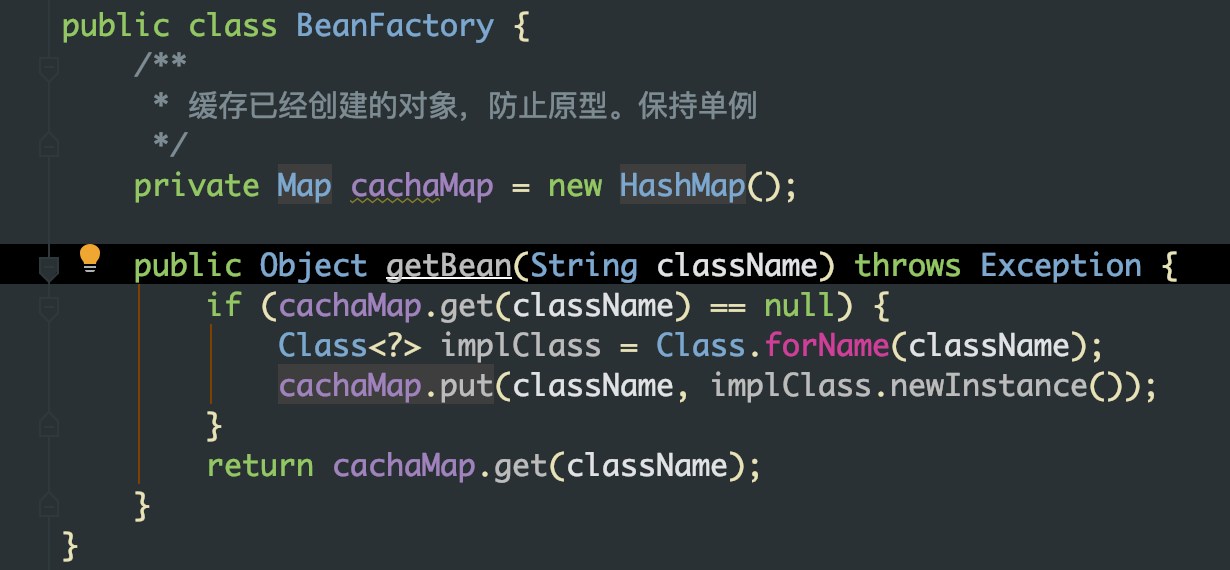 public class BeanFactory {
/**
* 缓存已经创建的对象，防止原型。保持单例
*/
private Map cachaMap = new HashMap();
public Object getBean(String className) throws Exception {
if (cachaMap.get(className) == null) {
Class<?> implClass = Class.forName(className);
cachaMap.put(className, implClass.newInstance());
}
return cachaMap.get(className);
}
}